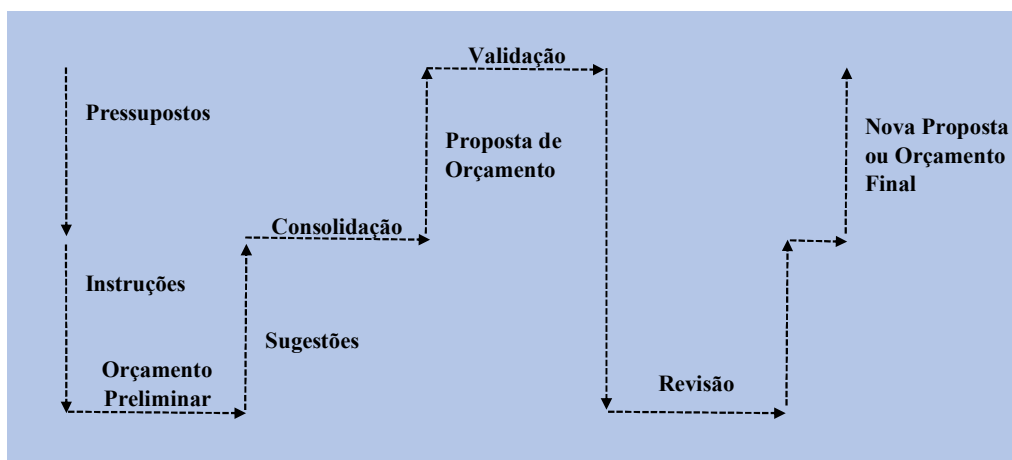 Validação
Pressupostos
Proposta de
Orçamento
Nova Proposta
ou Orçamento
Final
Consolidação
Instruções
Sugestões
Orçamento
Preliminar
Revisão